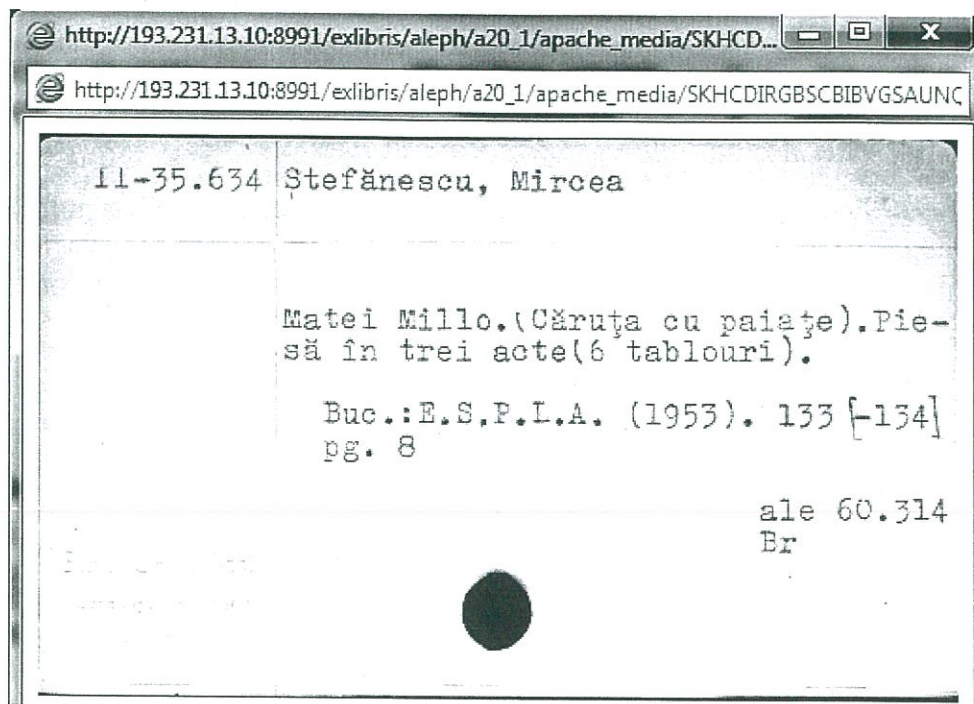 http://193.231.13.10:8991/exlibris/aleph/a20_1/apache_media/SKHCD...
http://193.231.13.10:8991/exlibris/aleph/a20_1/apache_media/SKHCDIRGBSCBIBVGSAUNC
II-35.634 Ștefănescu, Mircea
Matei Millo.(Căruţa cu paiaţe).Pie-
să în trei acte(6 tablouri).
Buc.:E.S.P.L.A. (1953). 133 [-134]
pg. 8
ale 60.314
Br